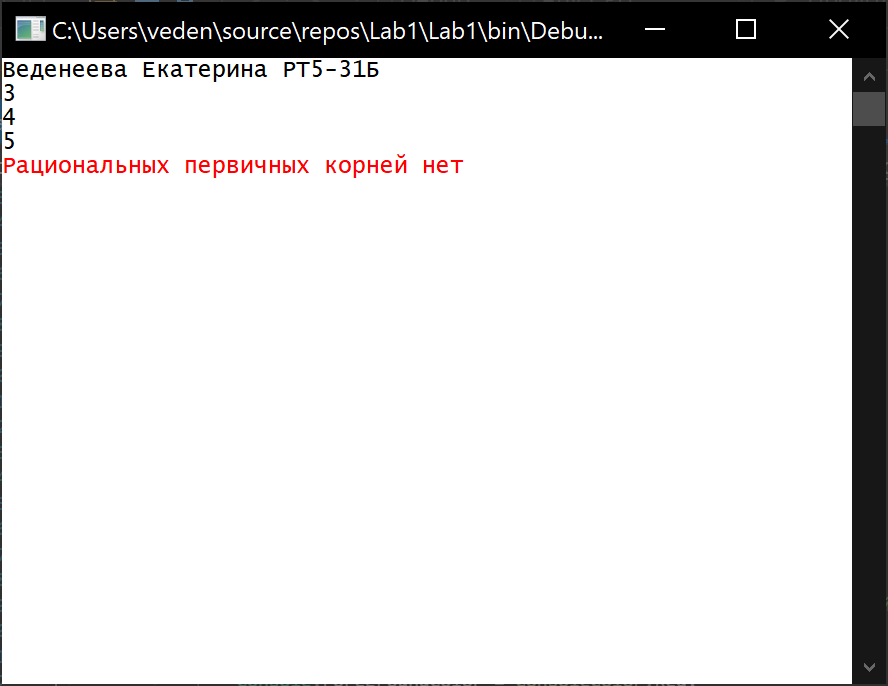 C:\Users\veden\source\repos\Lab1\Lab1\bin\Debu...
Веденеева Екатерина РТ5-31Б
3
4
5
Рациональных первичных корней нет